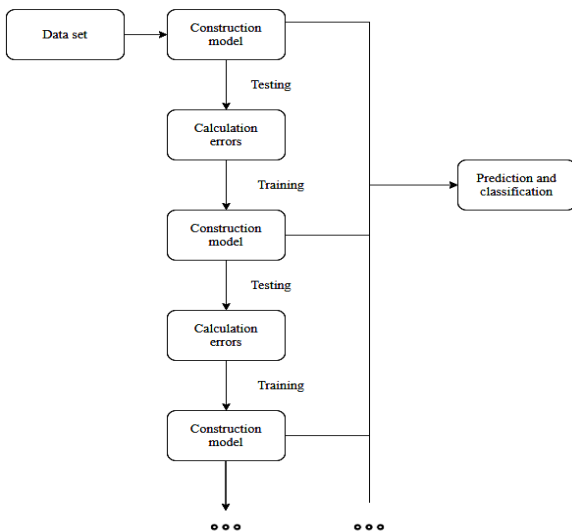 Data set
Construction
model
Testing
Calculation
errors
Training
Prediction and
classification
Construction
model
Testing
Calculation
errors
Training
Construction
model